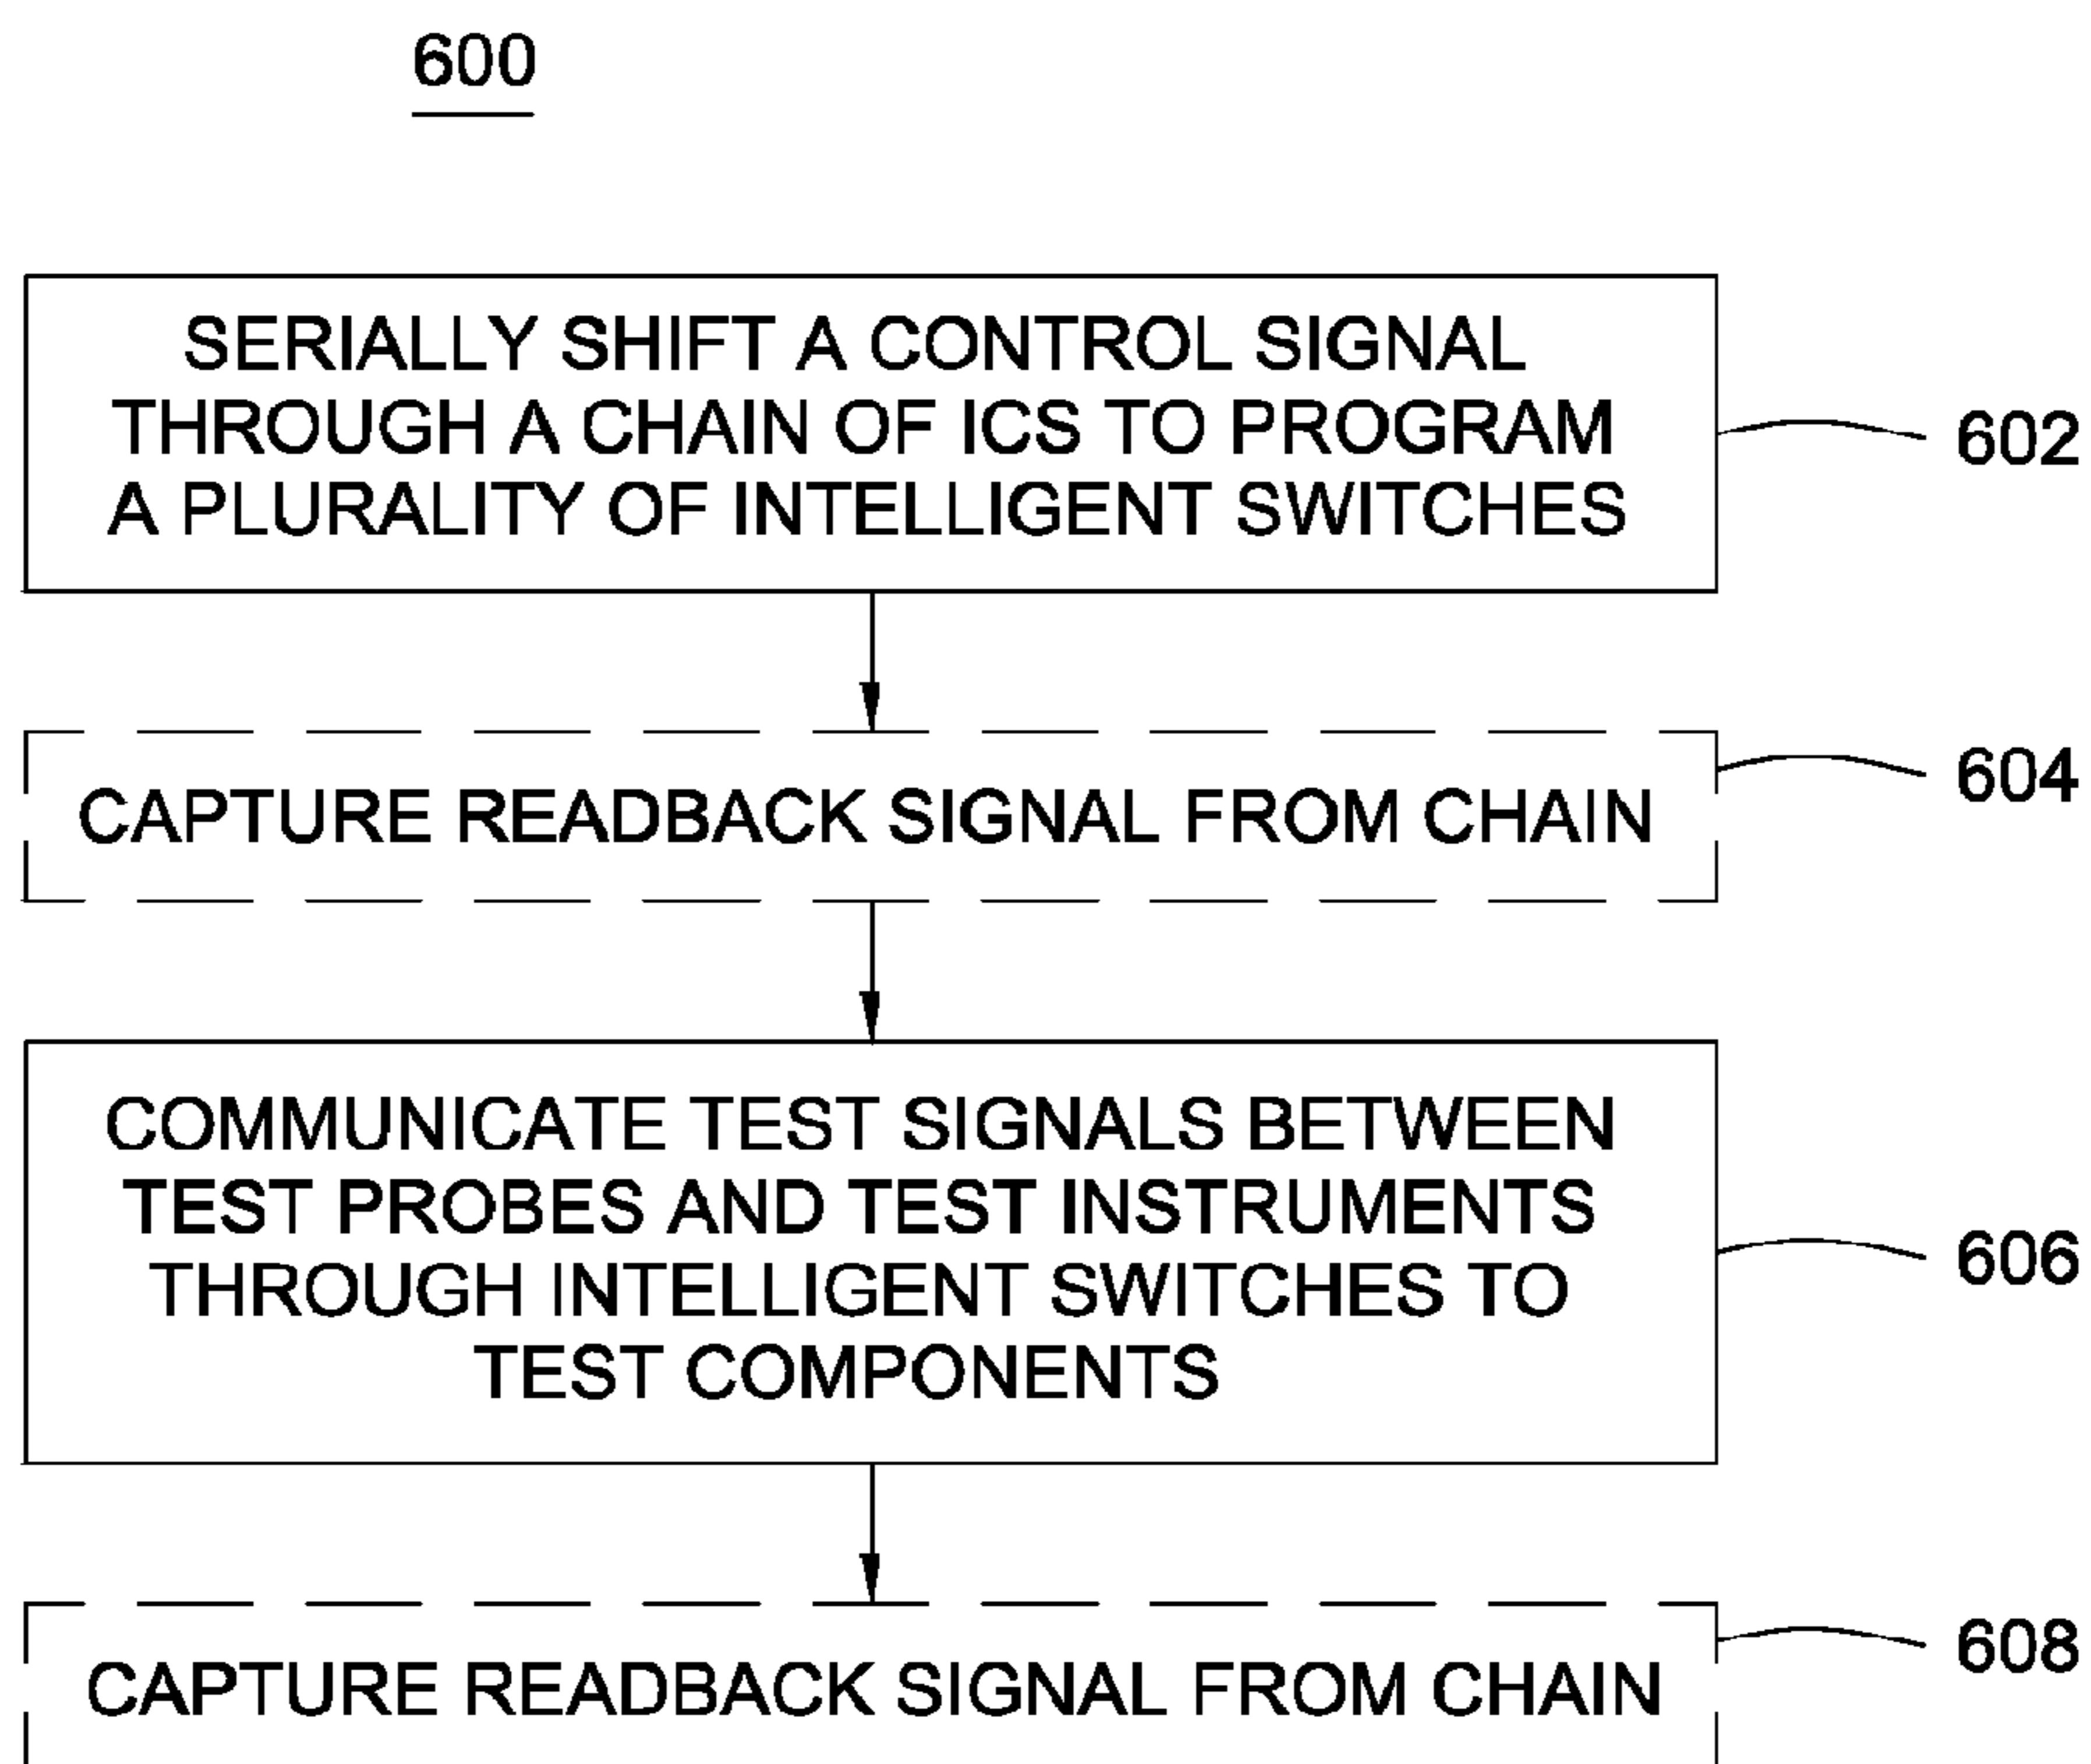 600
SERIALLY SHIFT A CONTROL SIGNAL
THROUGH A CHAIN OF ICS TO PROGRAM
A PLURALITY OF INTELLIGENT SWITCHES
602
CAPTURE READBACK SIGNAL FROM CHAIN
604
COMMUNICATE TEST SIGNALS BETWEEN
TEST PROBES AND TEST INSTRUMENTS
THROUGH INTELLIGENT SWITCHES TO
TEST COMPONENTS
606
CAPTURE READBACK SIGNAL FROM CHAIN
608